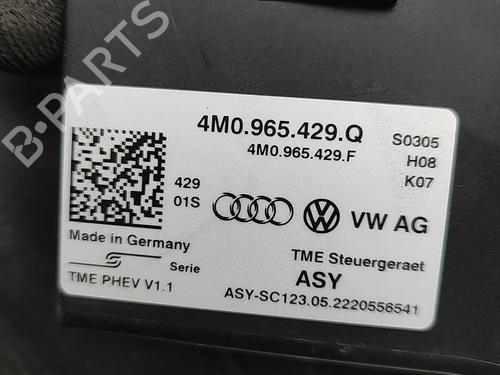 B-PARTS
4M0.965.429.Q
4M0.965.429.F
S0305
H08
K07
429
01S
VW AG
Made in Germany
Serie
TME PHEV V1.1
TME Steuergeraet
ASY
ASY-SC123.05.2220556541